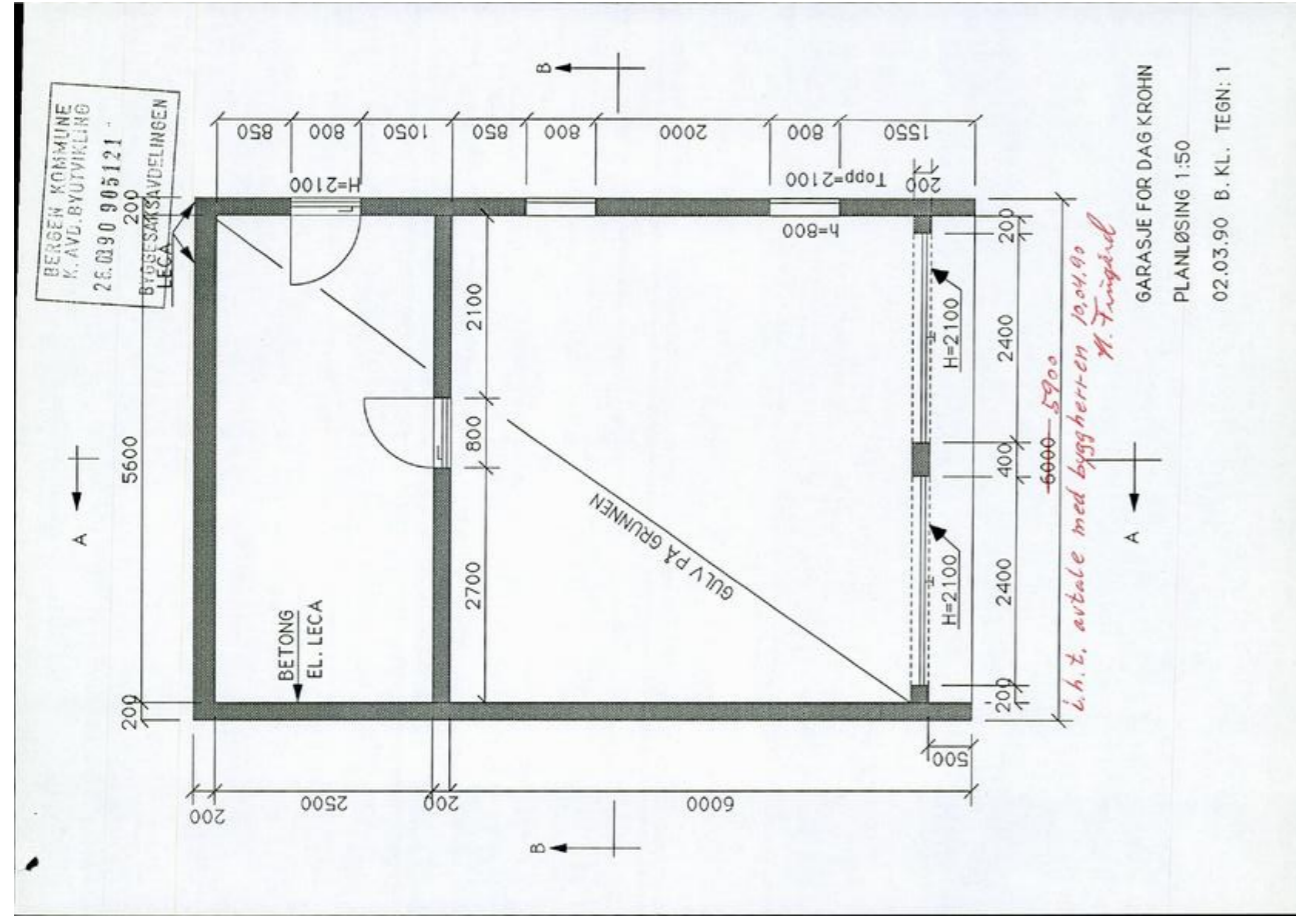 BERGEN KOMMUNE
K. AVD. BYUTVIKLING
28.0390 905121
BYGGESAKSAVDELINGEN
LECA
200
5600
200
A
B
850
800
1050
850
800
2000
800
1550
H=2100
Topp=2100
200
h=800
2100
800
2700
BETONG
EL. LECA
GULV PÅ GRUNNEN
H=2100
H=2100
200
2400
400
2400
200
6000 5900
i.h.t. avtale med byggherren 10,04.90
500
200
2500
200
6000
B
A
GARASJE FOR DAG KROHN
PLANLØSING 1:50
02.03.90 B. KL. TEGN: 1